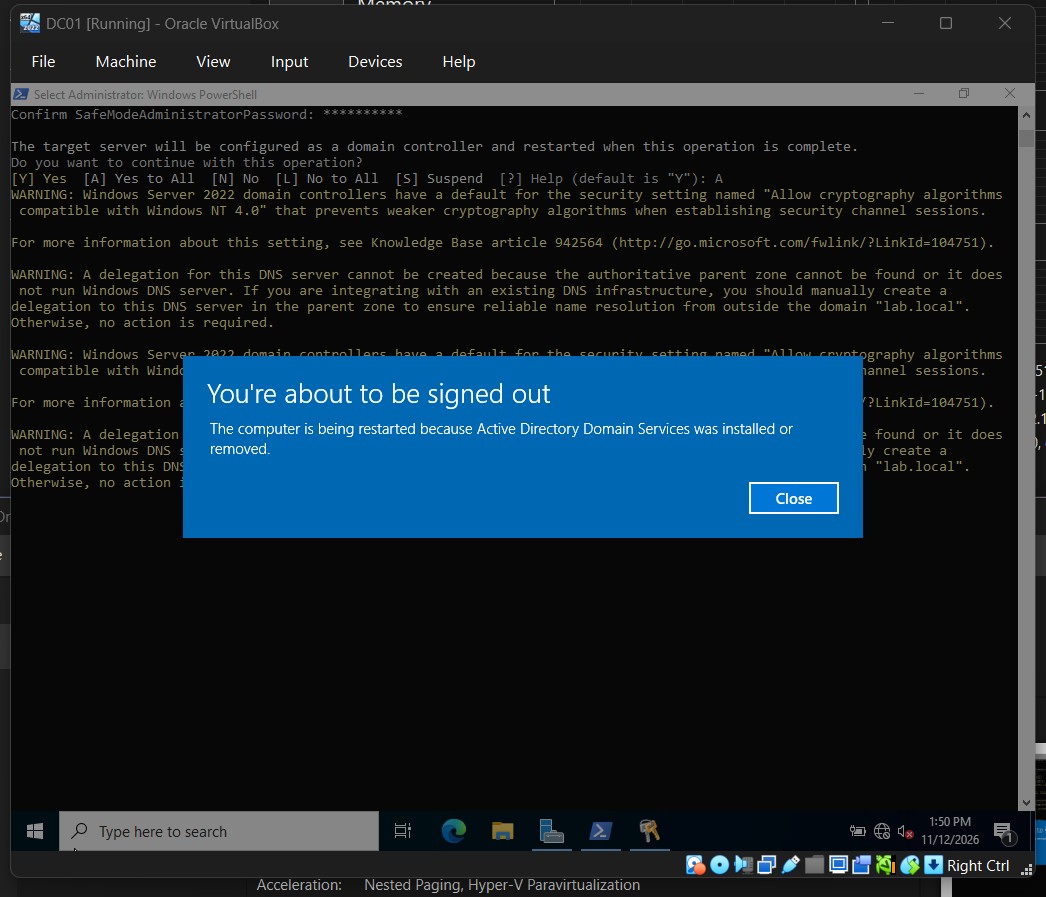 Memory
DC01 [Running] - Oracle VirtualBox
File Machine View Input Devices Help
Select Administrator: Windows PowerShell
Confirm SafeModeAdministratorPassword: **********
The target server will be configured as a domain controller and restarted when this operation is complete.
Do you want to continue with this operation?
[Y] Yes [A] Yes to All [N] No [L] No to All [S] Suspend [?] Help (default is "Y"): A
WARNING: Windows Server 2022 domain controllers have a default for the security setting named "Allow cryptography algorithms
compatible with Windows NT 4.0" that prevents weaker cryptography algorithms when establishing security channel sessions.
For more information about this setting, see Knowledge Base article 942564 (http://go.microsoft.com/fwlink/?LinkId=104751).
WARNING: A delegation for this DNS server cannot be created because the authoritative parent zone cannot be found or it does
not run Windows DNS server. If you are integrating with an existing DNS infrastructure, you should manually create a
delegation to this DNS server in the parent zone to ensure reliable name resolution from outside the domain "lab.local".
Otherwise, no action is required.
WARNING: Windows Server 2022 domain controllers have a default for the security setting named "Allow cryptography algorithms
compatible with Wind hannel sessions.
For more information a /?LinkId=104751).
WARNING: A delegation e found or it does
not run Windows DNS s ly create a
delegation to this DNS n "lab.local".
Otherwise, no action i
You're about to be signed out
The computer is being restarted because Active Directory Domain Services was installed or
removed.
Close
Type here to search
1:50 PM
11/12/2026
1
Right Ctrl
Acceleration: Nested Paging, Hyper-V Paravirtualization